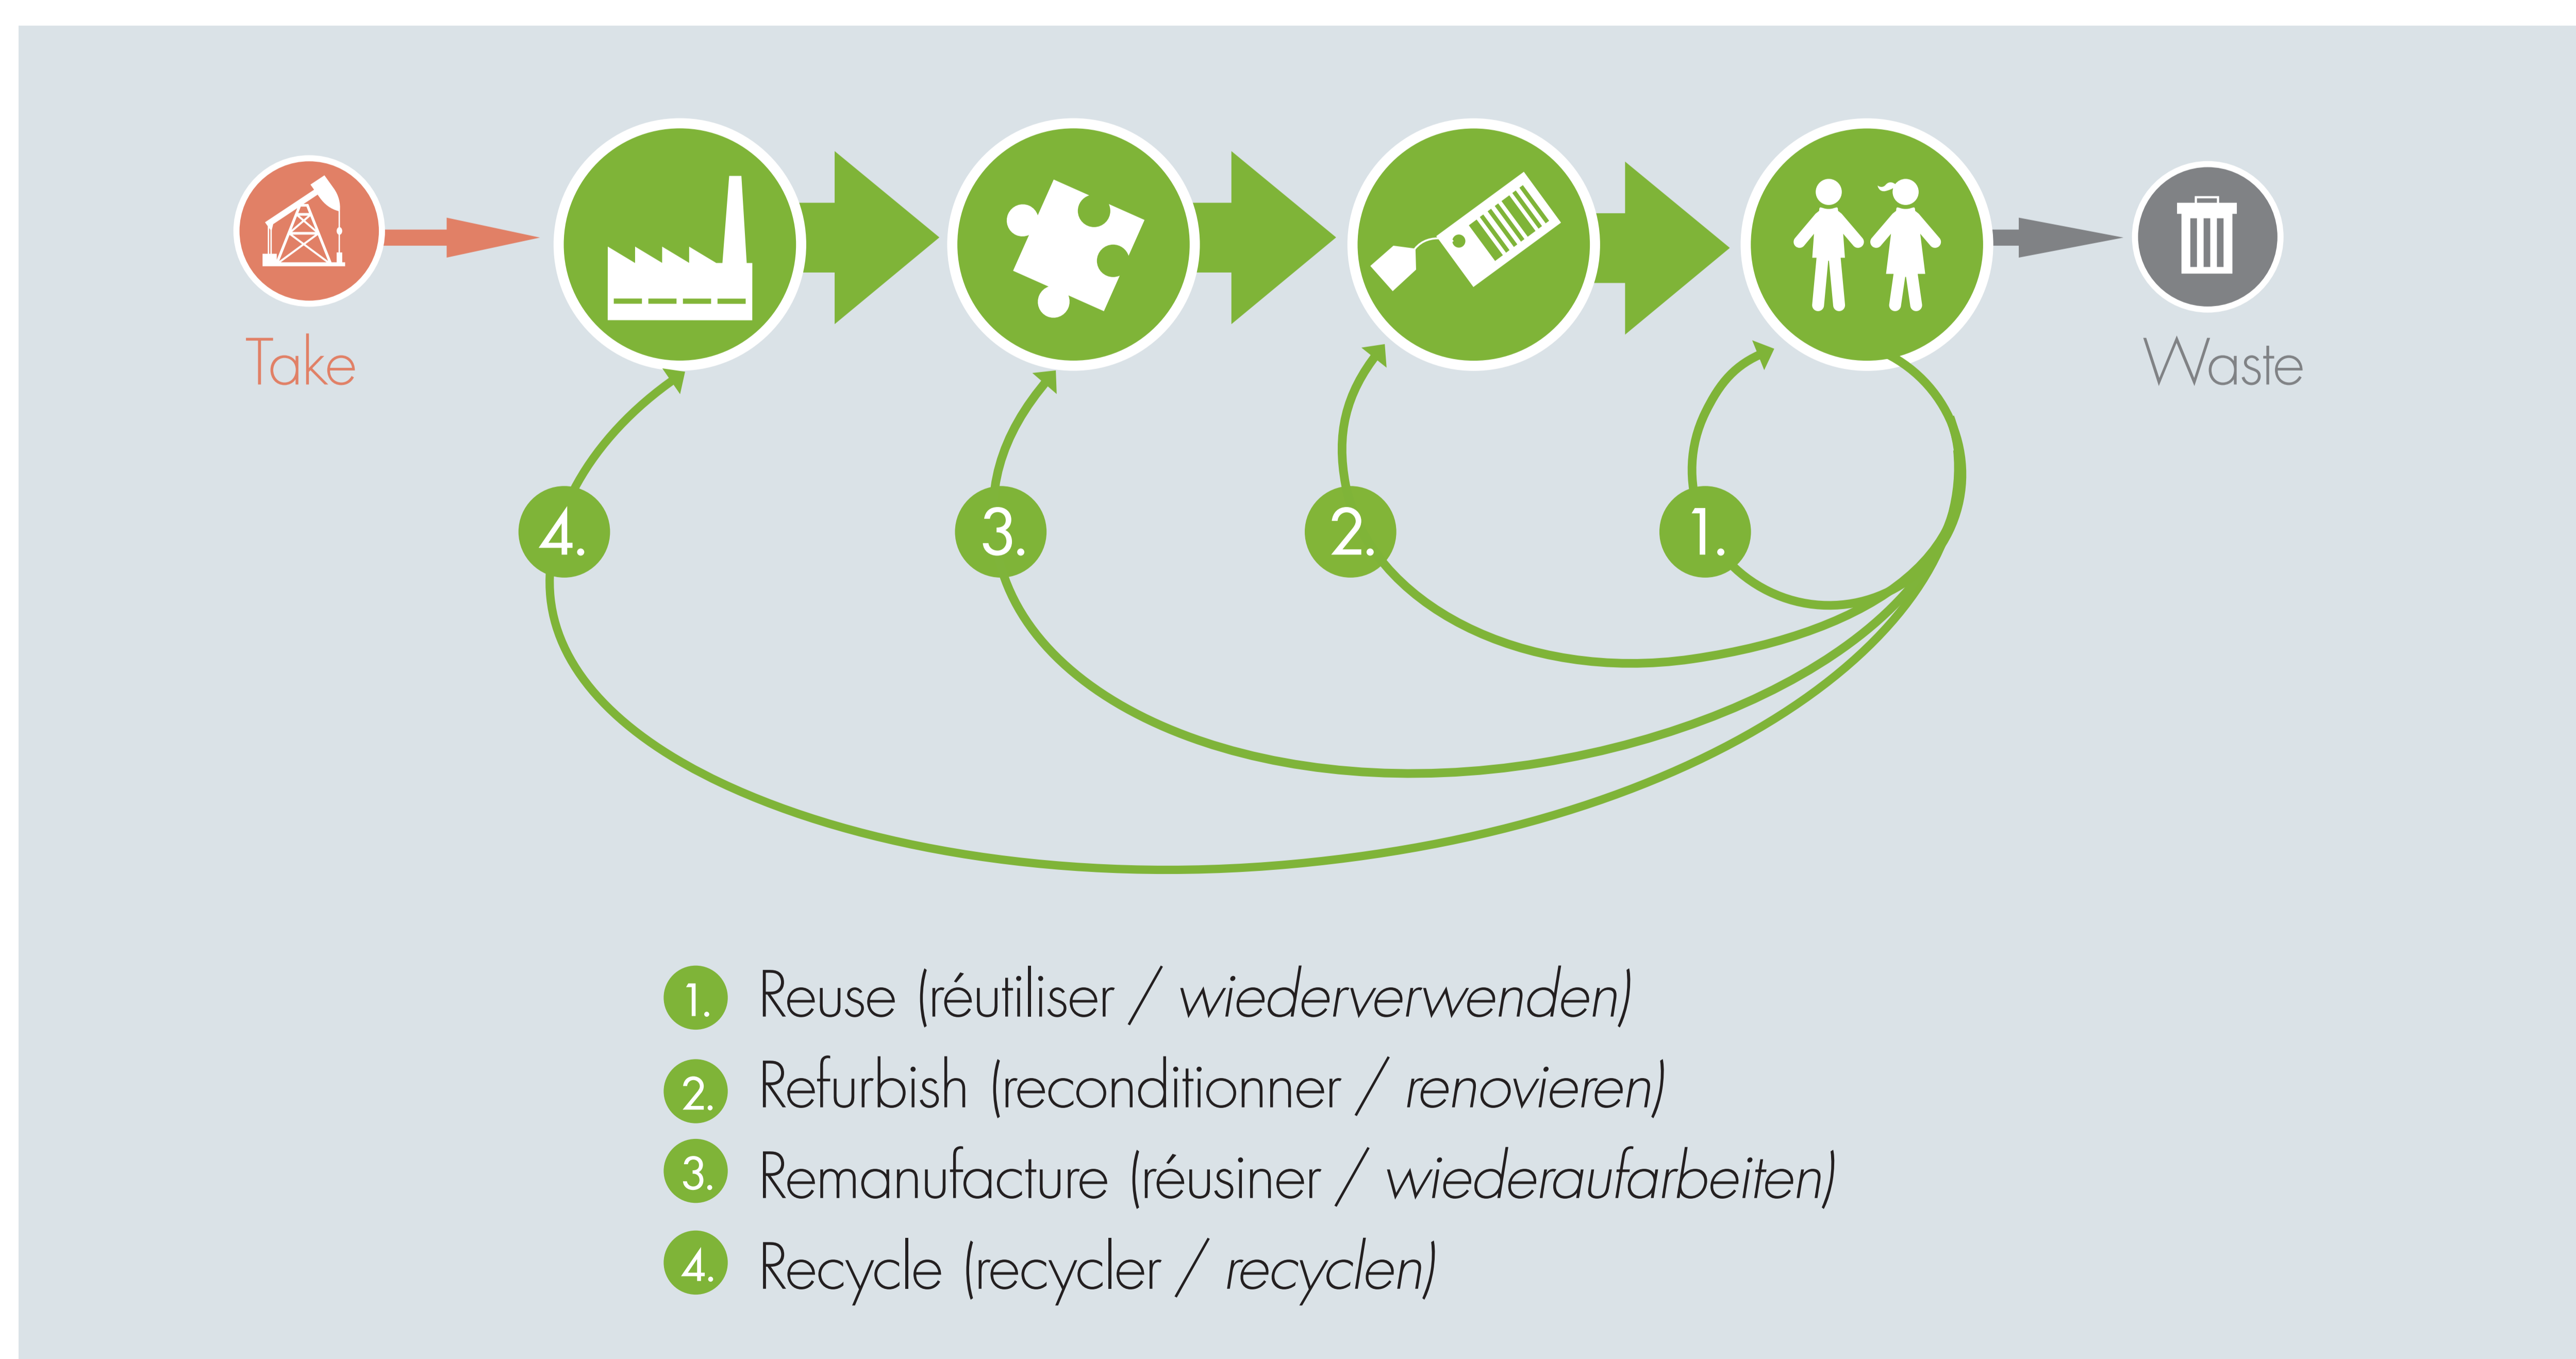 Take
Waste
4.
3.
2.
1.
1. Reuse (réutiliser / wiederverwenden)
2. Refurbish (reconditionner / renovieren)
3. Remanufacture (réusiner / wiederaufarbeiten)
4. Recycle (recycler / recyclen)